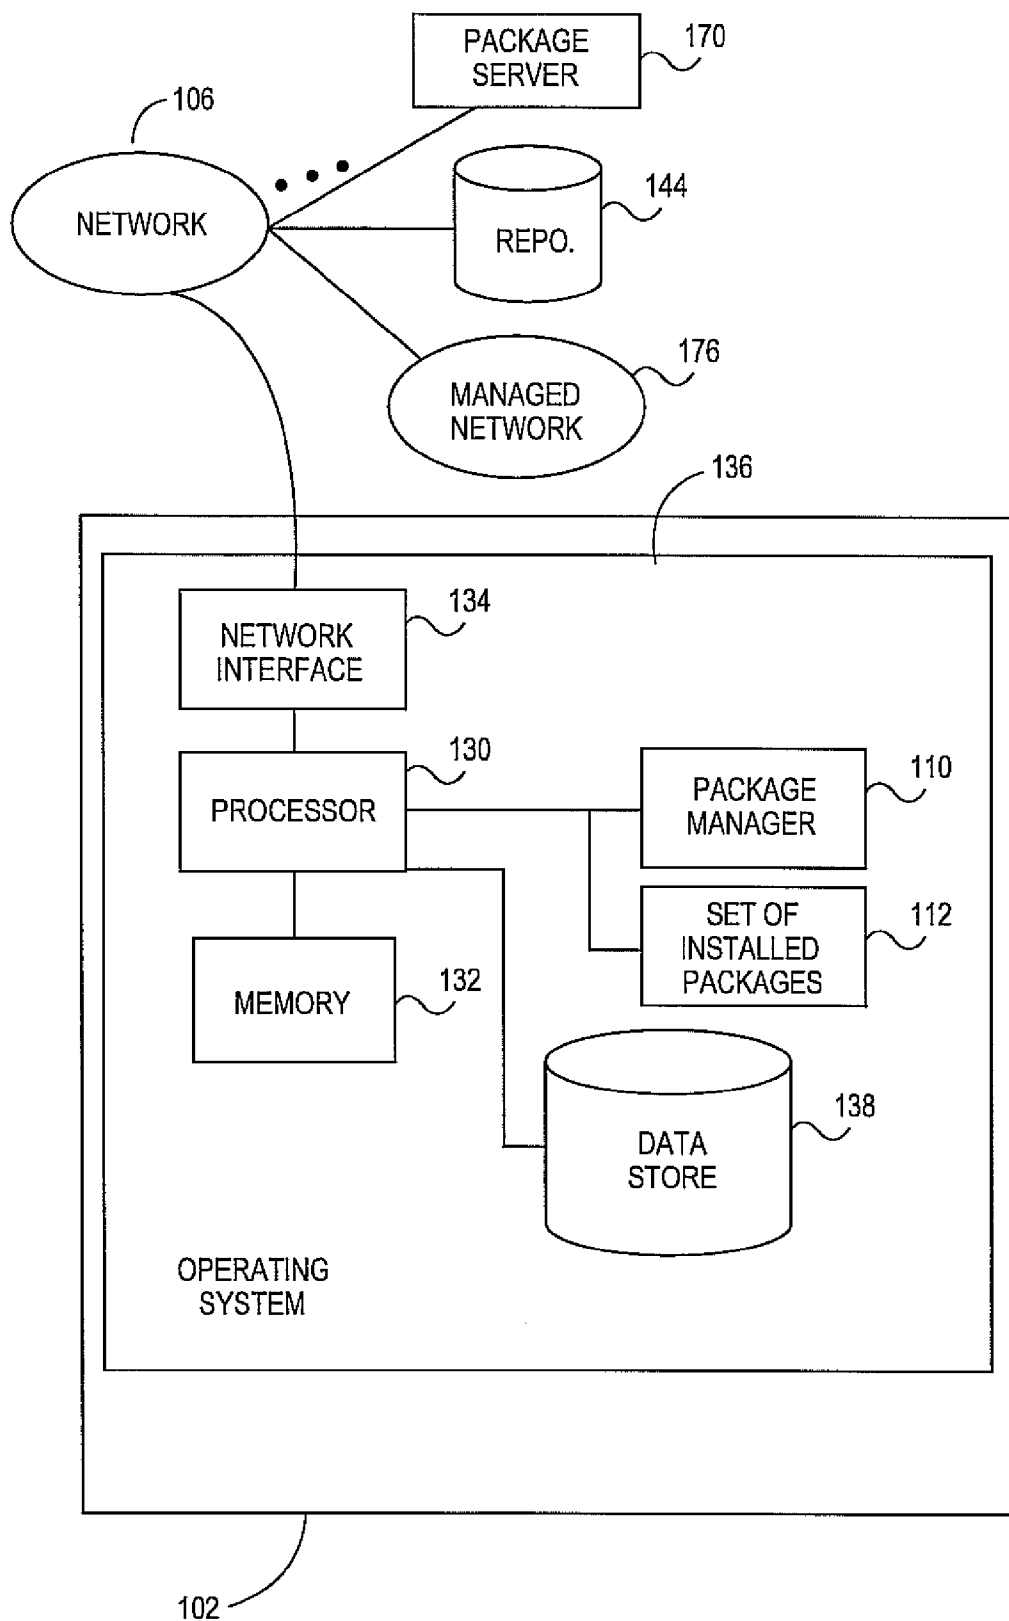 PACKAGE
SERVER
170
106
NETWORK
144
REPO.
176
MANAGED
NETWORK
136
134
NETWORK
INTERFACE
130
PROCESSOR
110
PACKAGE
MANAGER
112
SET OF
INSTALLED
PACKAGES
132
MEMORY
138
DATA
STORE
OPERATING
SYSTEM
102